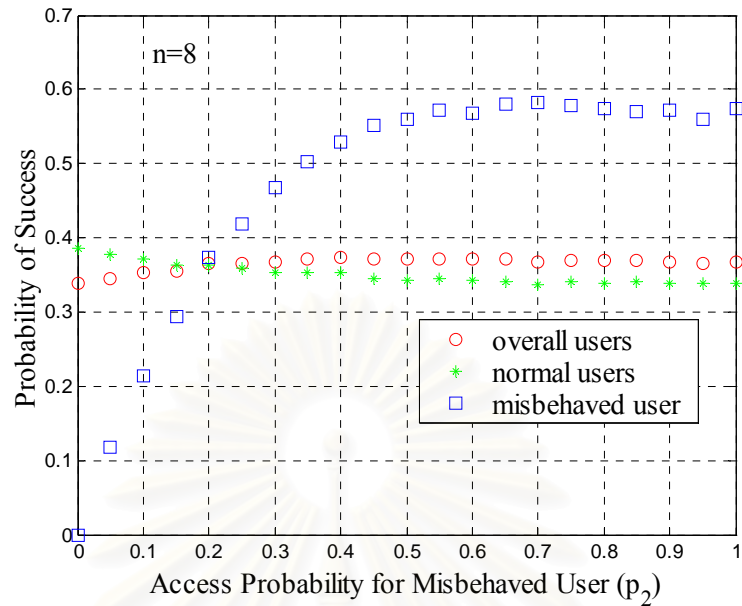 0.7
n=8
0.6
0.5
0.4
0.3
0.2
0.1
0
Probability of Success
overall users
normal users
misbehaved user
0 0.1 0.2 0.3 0.4 0.5 0.6 0.7 0.8 0.9 1
Access Probability for Misbehaved User (p2)